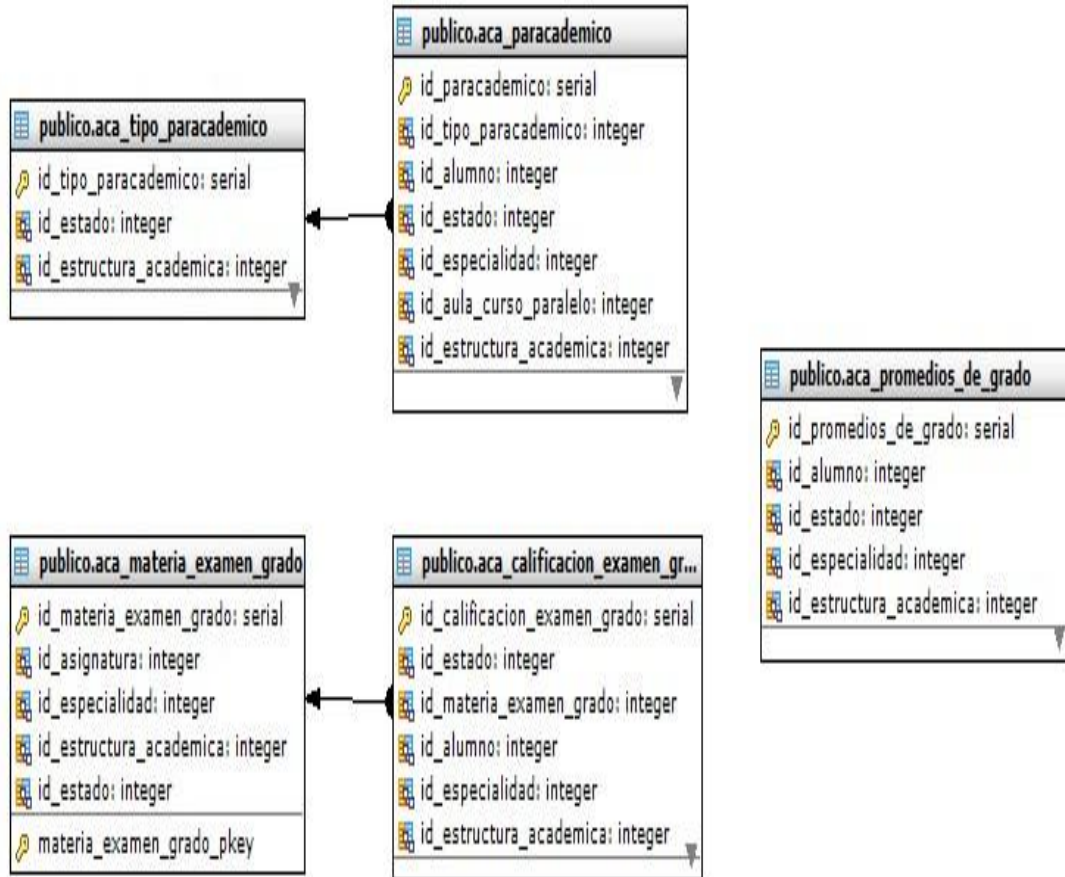 publico.aca_tipo_paracademico
id_tipo_paracademico: serial
id_estado: integer
id_estructura_academica: integer
publico.aca_paracademico
id_paracademico: serial
id_tipo_paracademico: integer
id_alumno: integer
id_estado: integer
id_especialidad: integer
id_aula_curso_paralelo: integer
id_estructura_academica: integer
publico.aca_promedios_de_grado
id_promedios_de_grado: serial
id_alumno: integer
id_estado: integer
id_especialidad: integer
id_estructura_academica: integer
publico.aca_materia_examen_grado
id_materia_examen_grado: serial
id_asignatura: integer
id_especialidad: integer
id_estructura_academica: integer
id_estado: integer
materia_examen_grado_pkey
publico.aca_calificacion_examen_gr...
id_calificacion_examen_grado: serial
id_estado: integer
id_materia_examen_grado: integer
id_alumno: integer
id_especialidad: integer
id_estructura_academica: integer